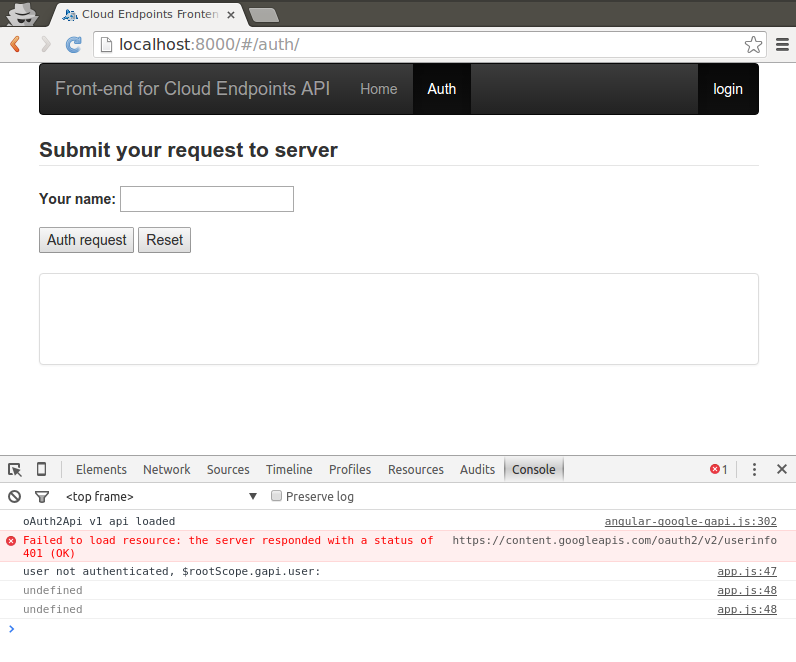 Cloud Endpoints Fronten
localhost:8000/#/auth/
Front-end for Cloud Endpoints API Home Auth login
Submit your request to server
Your name:
Auth request Reset
Elements Network Sources Timeline Profiles Resources Audits Console 1
<top frame> Preserve log
oAuth2Api v1 api loaded angular-google-gapi.js:302
Failed to load resource: the server responded with a status of https://content.googleapis.com/oauth2/v2/userinfo
401 (OK)
user not authenticated, $rootScope.gapi.user: app.js:47
undefined app.js:48
undefined app.js:48